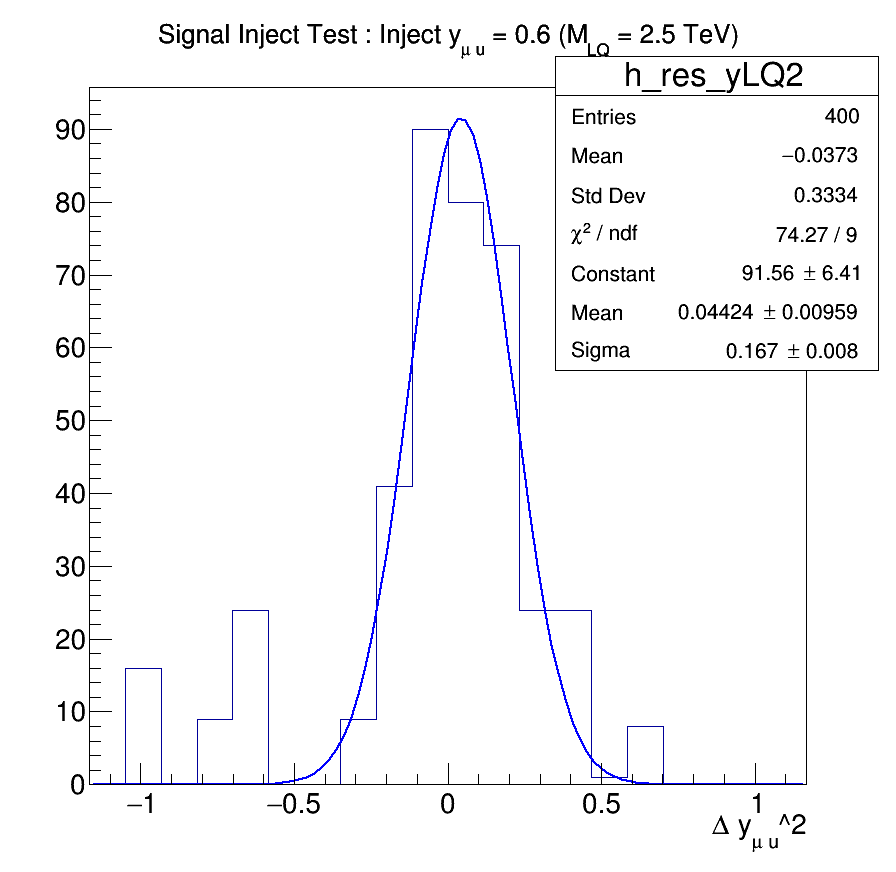 Signal Inject Test : Inject y_μ u = 0.6 (M_LQ = 2.5 TeV)
h_res_yLQ2
Entries 400
Mean −0.0373
Std Dev 0.3334
χ² / ndf 74.27 / 9
Constant 91.56 ± 6.41
Mean 0.04424 ± 0.00959
Sigma 0.167 ± 0.008
90
80
70
60
50
40
30
20
10
0
−1 −0.5 0 0.5 1
Δ y_μ u^2